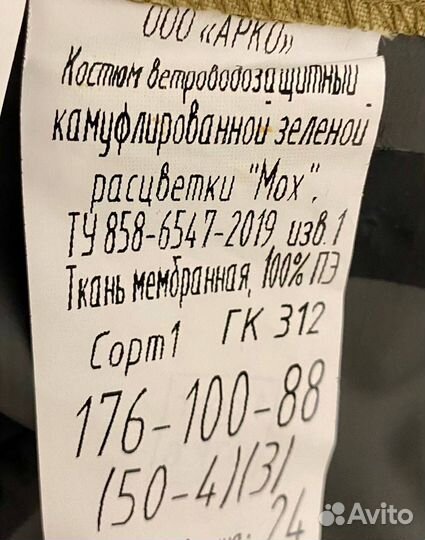 ООО «АРКО»
Костюм ветроводозащитный
камуфлированной зеленой
расцветки "Мох",
ТУ 858-6547-2019, изв.1
Ткань мембранная, 100% ПЭ
Сорт1 ГК 312
176-100-88
(50-4)(3)
24
Avito